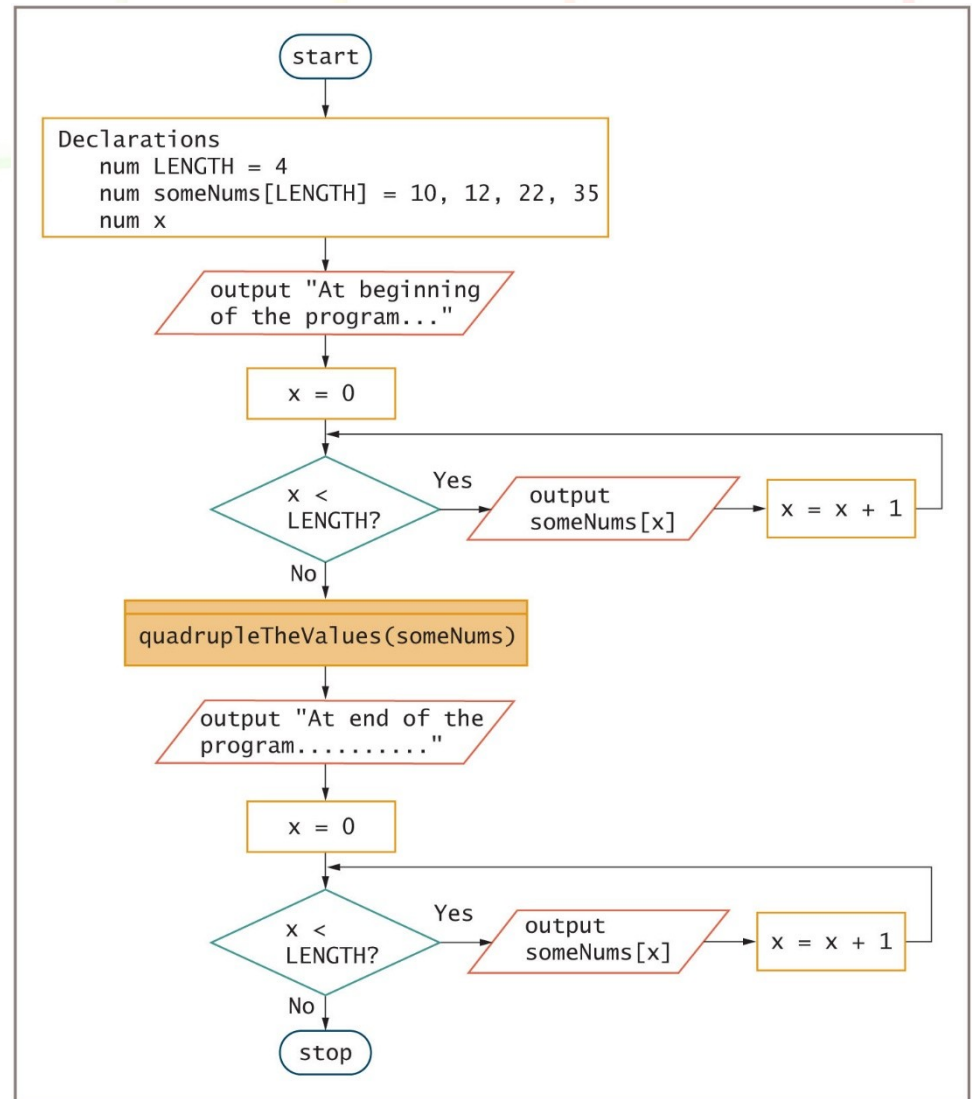 start
Declarations
num LENGTH = 4
num someNums[LENGTH] = 10, 12, 22, 35
num x
output "At beginning
of the program..."
x = 0
x <
LENGTH?
Yes
output
someNums[x]
x = x + 1
No
quadrupleTheValues(someNums)
output "At end of the
program.........."
x = 0
x <
LENGTH?
Yes
output
someNums[x]
x = x + 1
No
stop